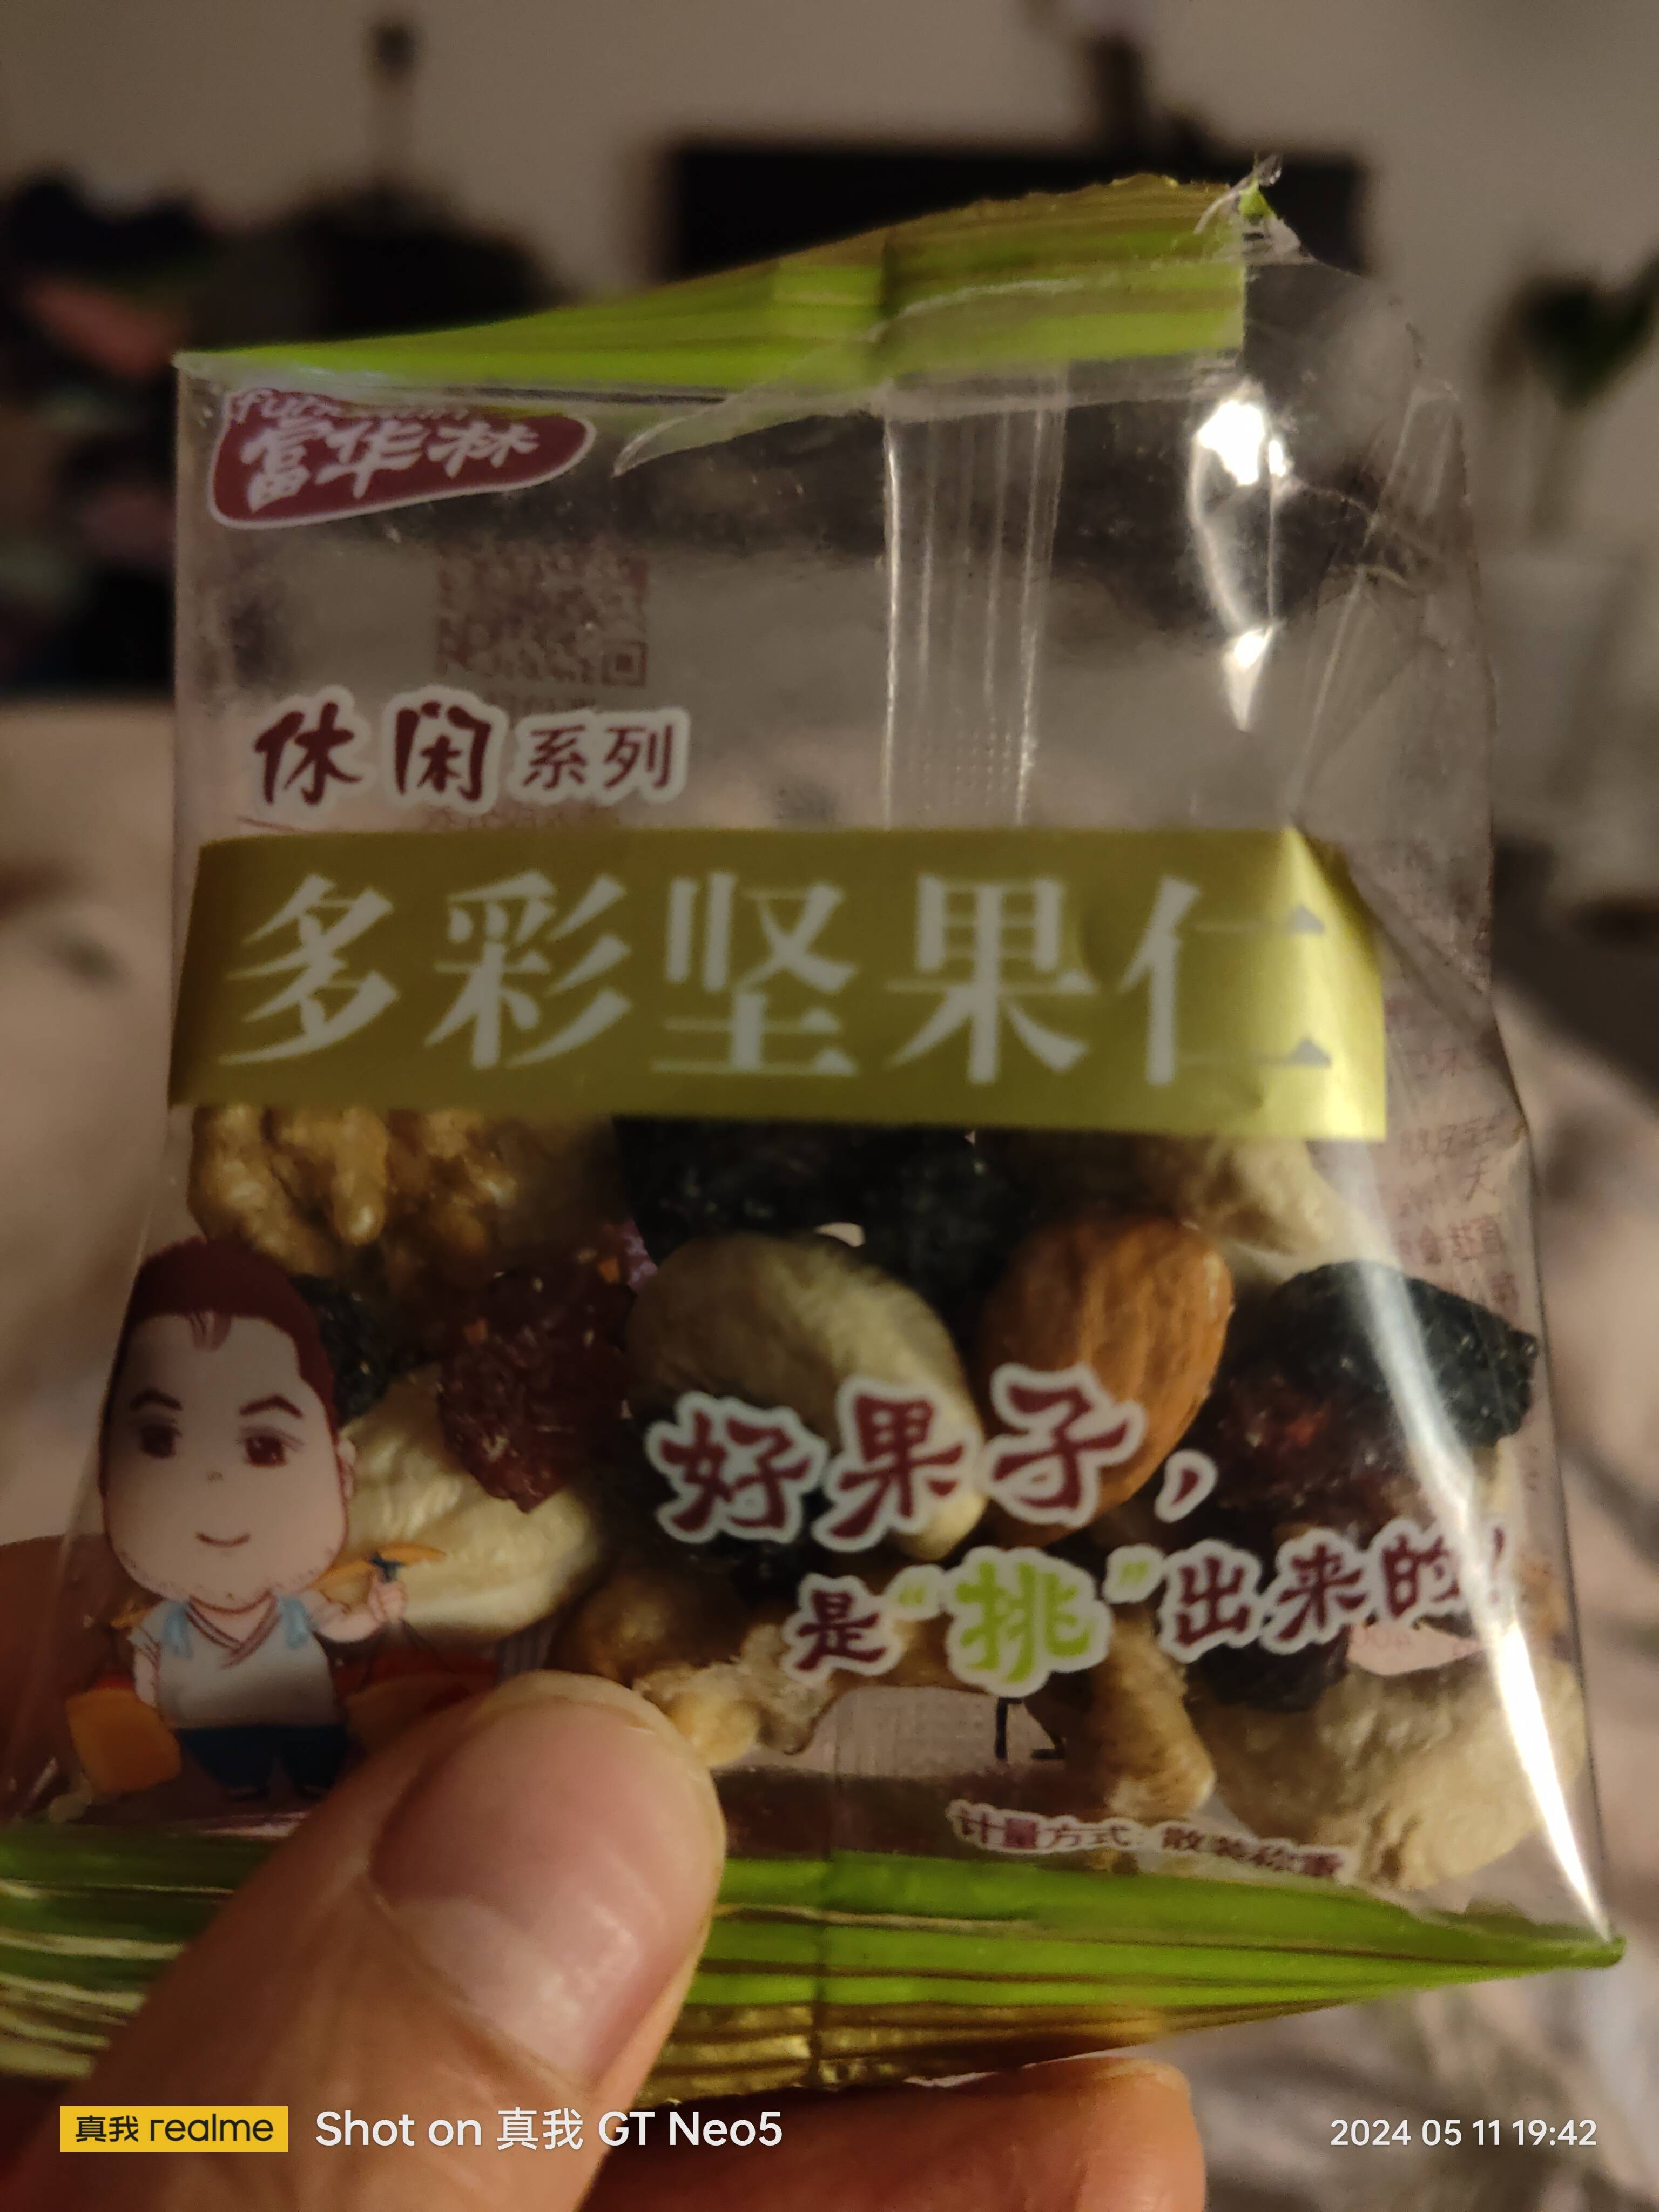 富华林
休闲系列
多彩坚果仁
好果子，
是“挑”出来的！
计量方式：散装称重
真我 realme Shot on 真我 GT Neo5
2024 05 11 19:42